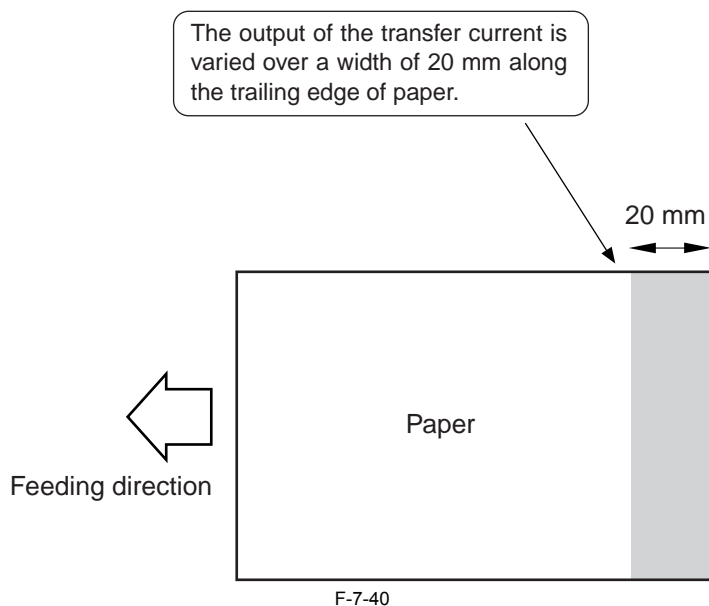 The output of the transfer current is
varied over a width of 20 mm along
the trailing edge of paper.
20 mm
Paper
Feeding direction
F-7-40